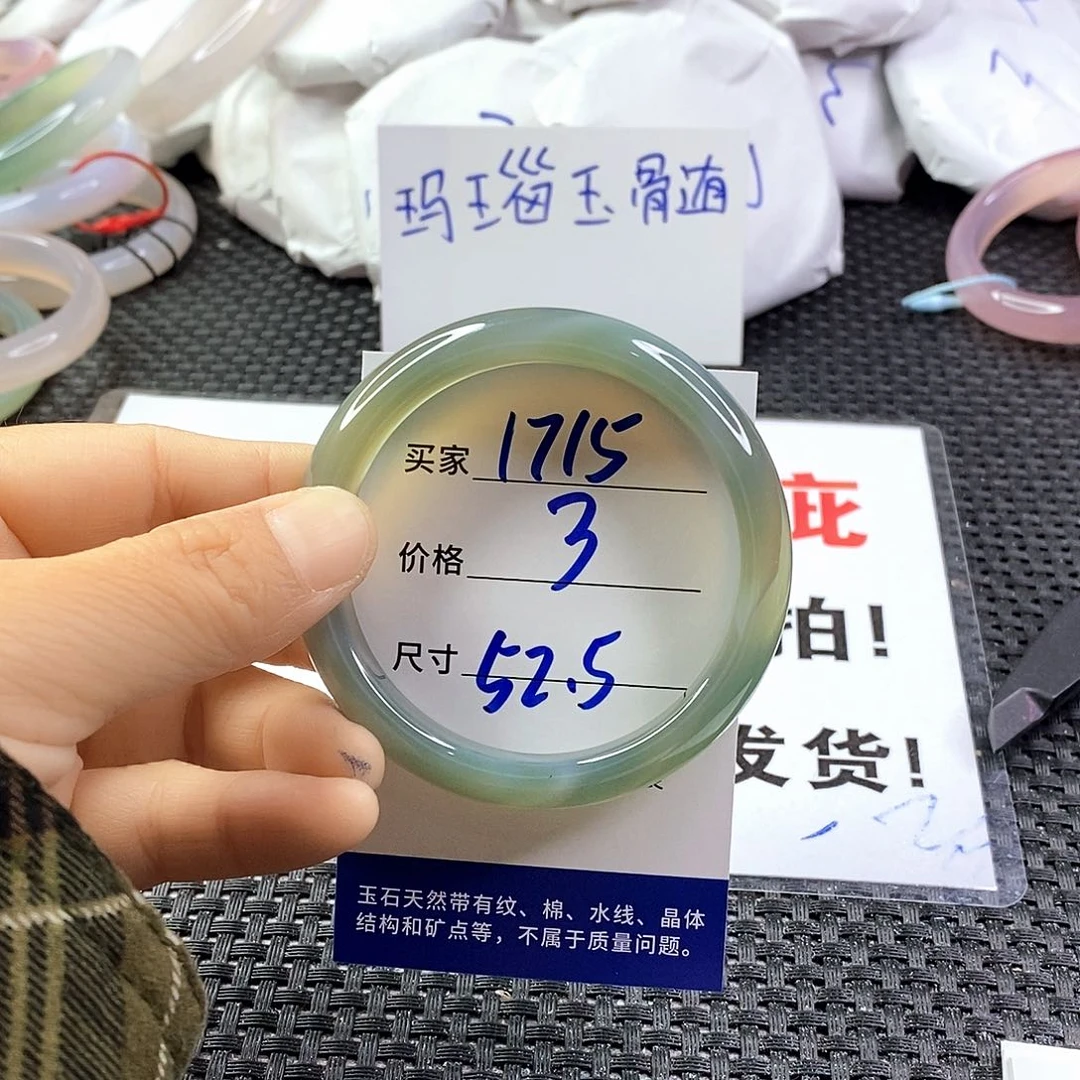 「玛瑙玉骨髓」
买家 1715
价格 3
尺寸 52.5
疵
拍!
发货!
玉石天然带有纹、棉、水线、晶体
结构和矿点等，不属于质量问题。